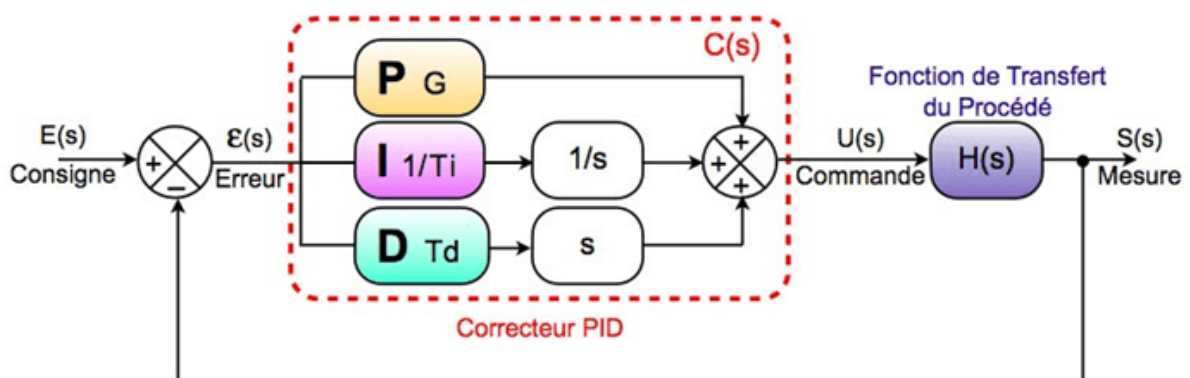 C(s)
P G
Fonction de Transfert
du Procédé
E(s)
Consigne
+
−
ε(s)
Erreur
I 1/Ti
1/s
+
+
+
U(s)
Commande
H(s)
S(s)
Mesure
D Td
s
Correcteur PID